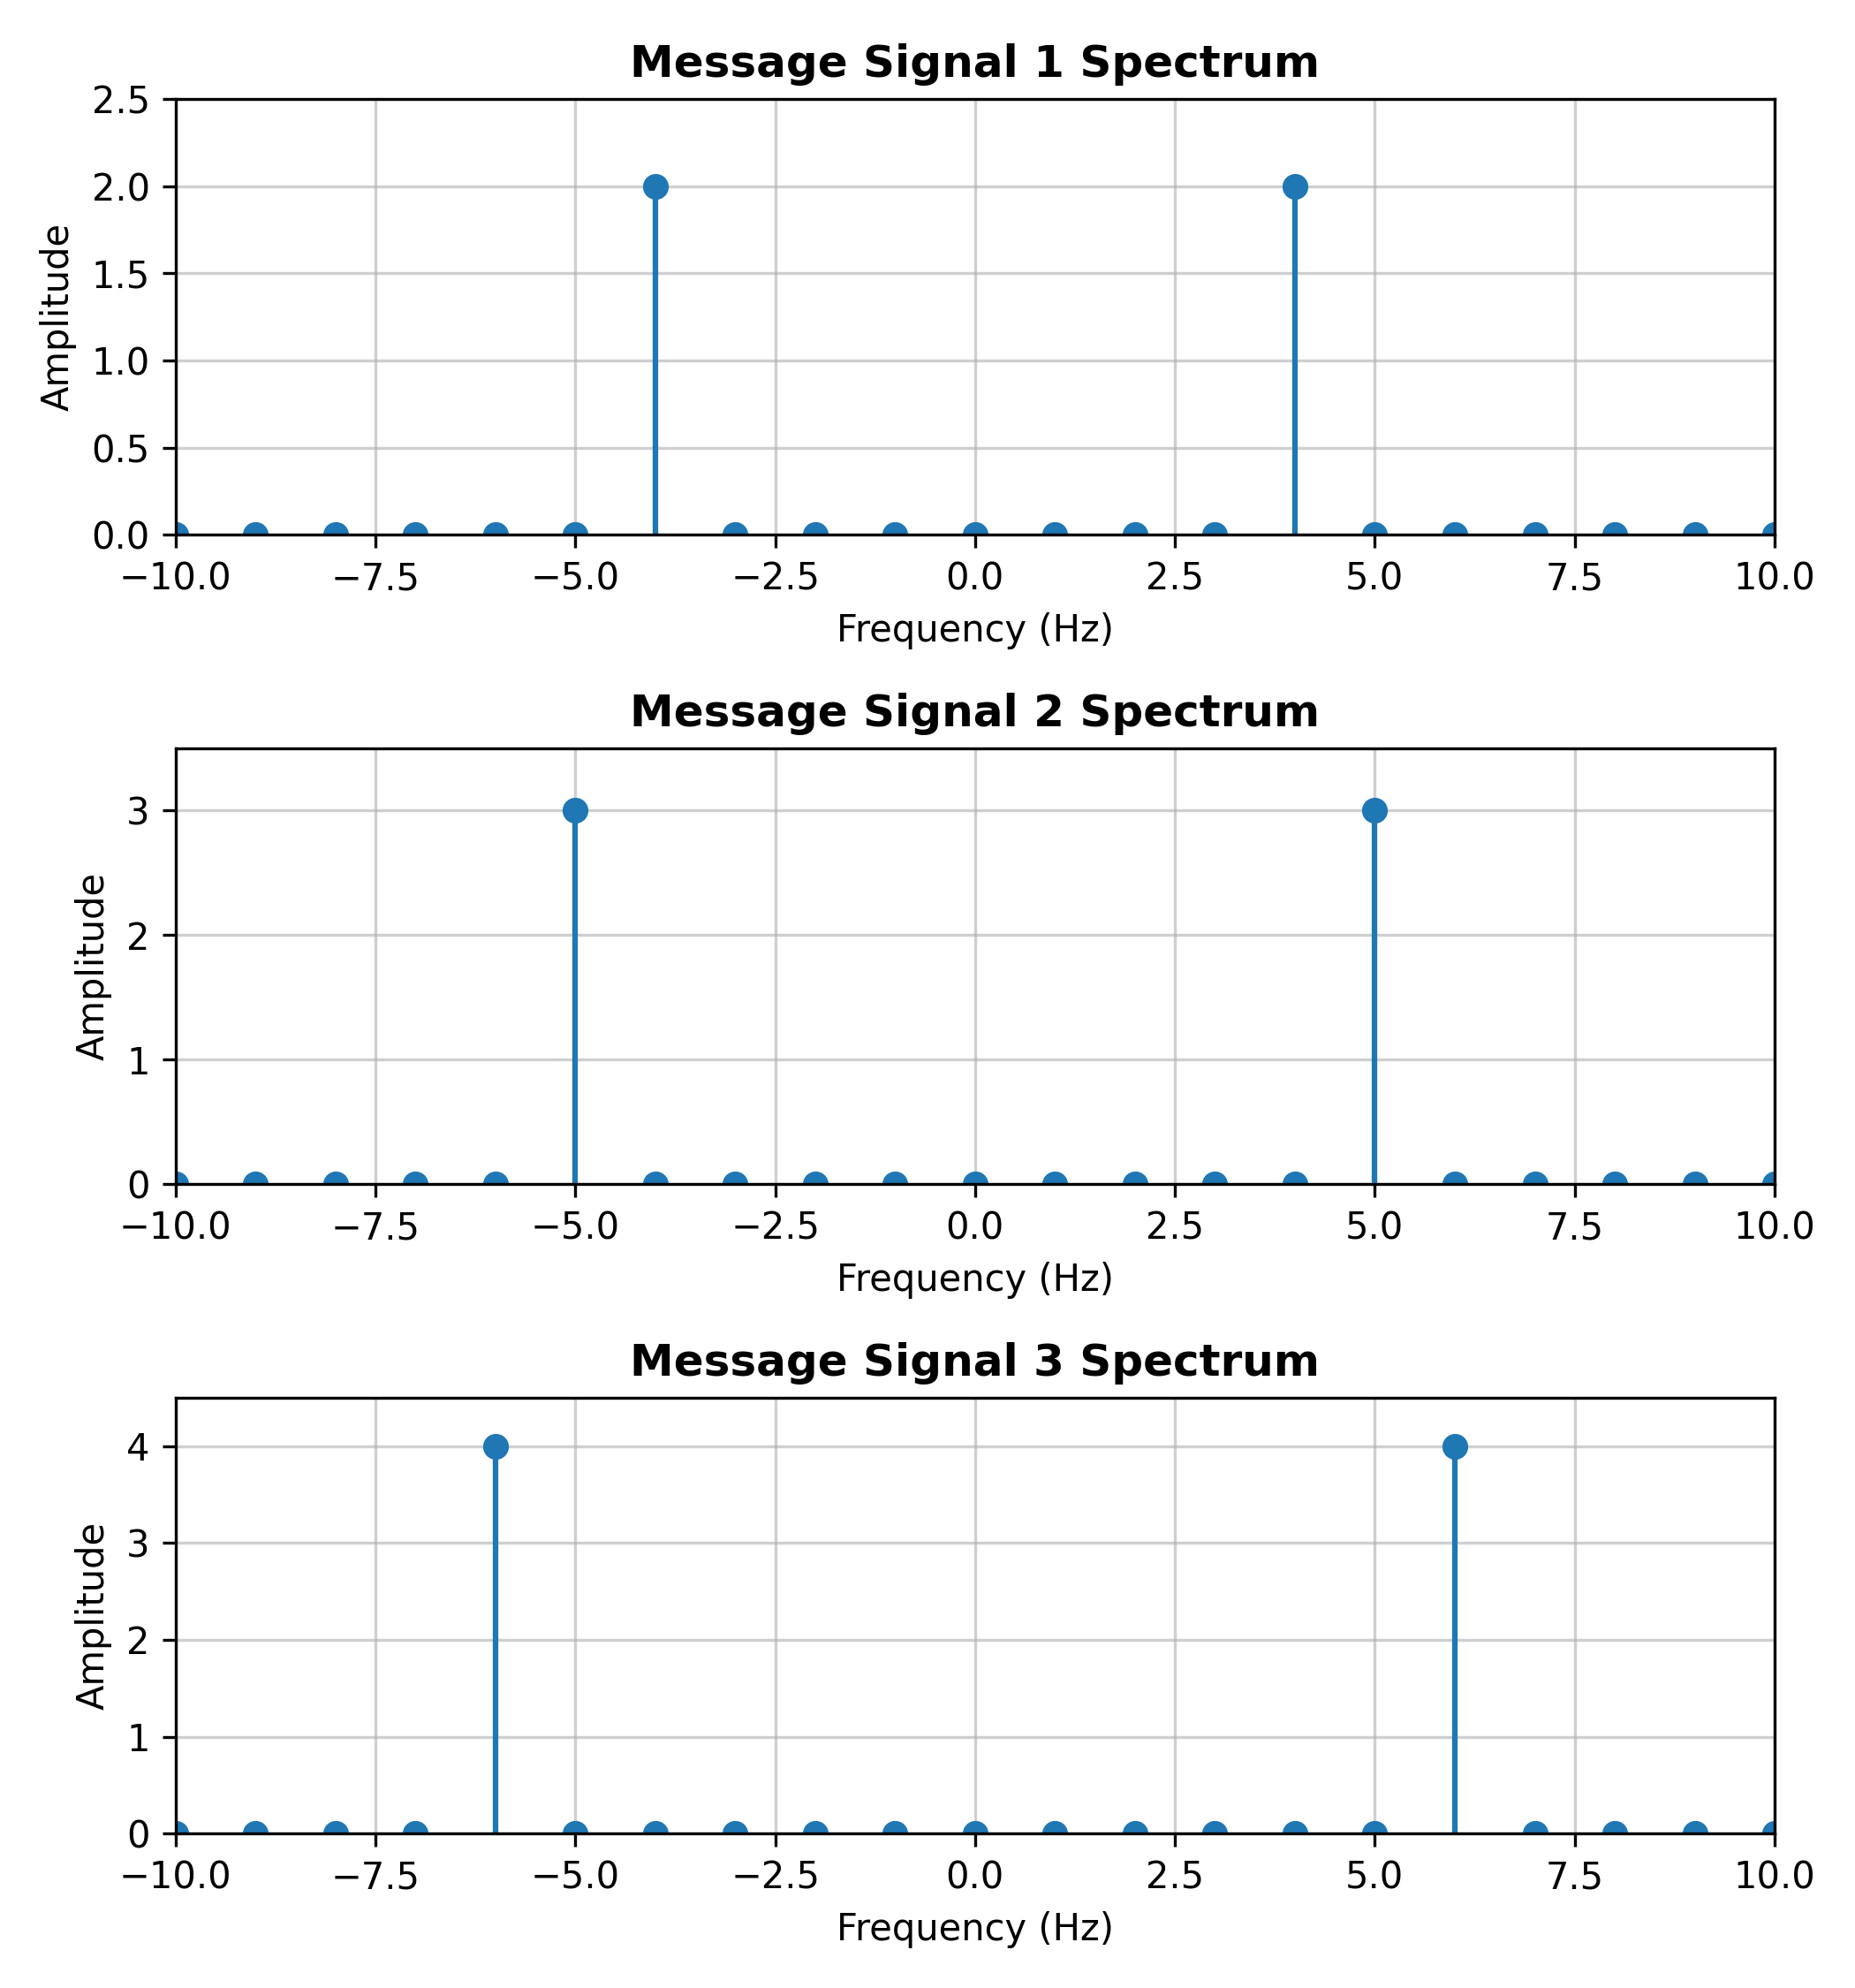 Message Signal 1 Spectrum
2.5
2.0
1.5
1.0
0.5
0.0
Amplitude
−10.0 −7.5 −5.0 −2.5 0.0 2.5 5.0 7.5 10.0
Frequency (Hz)
Message Signal 2 Spectrum
3
2
1
0
Amplitude
−10.0 −7.5 −5.0 −2.5 0.0 2.5 5.0 7.5 10.0
Frequency (Hz)
Message Signal 3 Spectrum
4
3
2
1
0
Amplitude
−10.0 −7.5 −5.0 −2.5 0.0 2.5 5.0 7.5 10.0
Frequency (Hz)